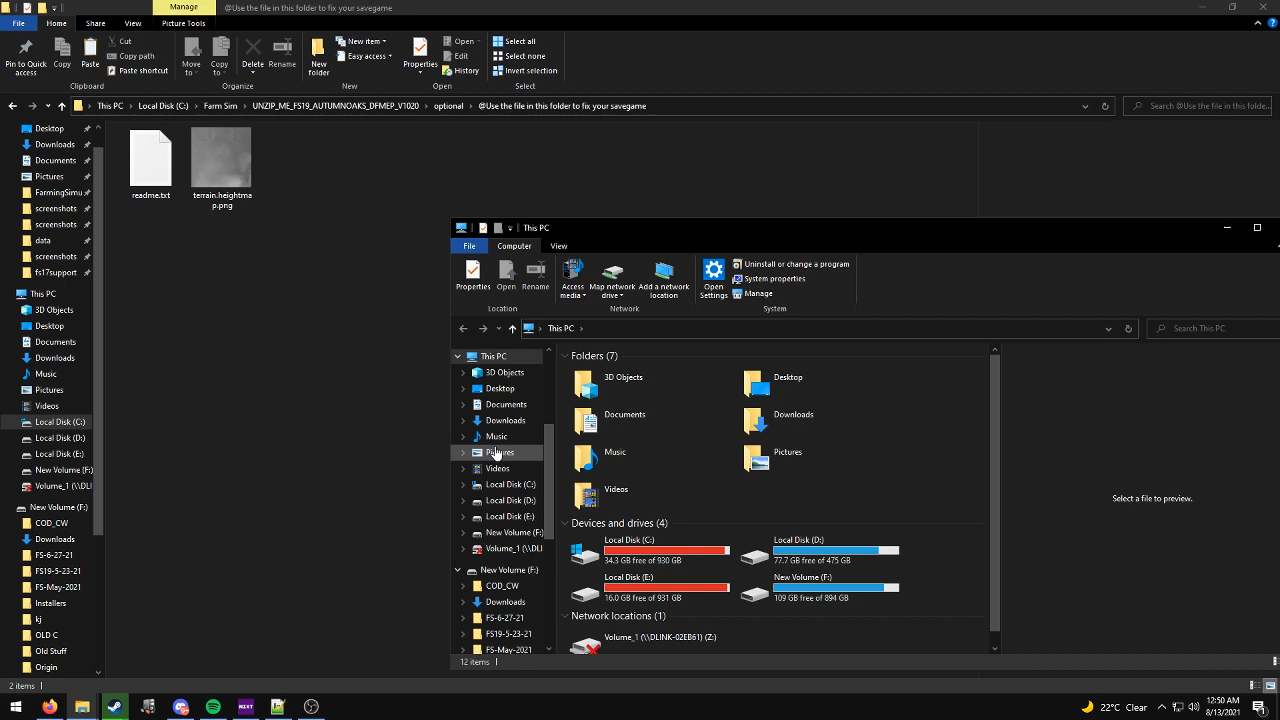 Manage
@Use the file in this folder to fix your savegame
File
Home
Share
View
Picture Tools
Pin to Quick access
Copy
Paste
Cut
Copy path
Paste shortcut
Clipboard
Move to
Copy to
Delete
Rename
Organize
New folder
New item
Easy access
New
Properties
Open
Edit
History
Open
Select all
Select none
Invert selection
Select
This PC > Local Disk (C:) > Farm Sim > UNZIP_ME_FS19_AUTUMNOAKS_DFMEP_V1020 > optional > @Use the file in this folder to fix your savegame
Search @Use the file in this folde...
Desktop
Downloads
Documents
Pictures
FarmingSimu
screenshots
screenshots
data
screenshots
fs17support
This PC
3D Objects
Desktop
Documents
Downloads
Music
Pictures
Videos
Local Disk (C:)
Local Disk (D:)
Local Disk (E:)
New Volume (F:)
Volume_1 (\\DLI
New Volume (F:)
COD_CW
Downloads
FS-6-27-21
FS19-5-23-21
FS-May-2021
Installers
kj
OLD C
Old Stuff
Origin
2 items
readme.txt
terrain.heightma
p.png
This PC
File
Computer
View
Properties
Open
Rename
Location
Access media
Map network drive
Add a network location
Network
Open Settings
Uninstall or change a program
System properties
Manage
System
This PC >
Search This PC
This PC
3D Objects
Desktop
Documents
Downloads
Music
Pictures
Videos
Local Disk (C:)
Local Disk (D:)
Local Disk (E:)
New Volume (F:)
Volume_1 (\\DLI
New Volume (F:)
COD_CW
Downloads
FS-6-27-21
FS19-5-23-21
FS-May-2021
Folders (7)
3D Objects
Desktop
Documents
Downloads
Music
Pictures
Videos
Devices and drives (4)
Local Disk (C:)
34.3 GB free of 930 GB
Local Disk (D:)
77.7 GB free of 475 GB
Local Disk (E:)
16.0 GB free of 931 GB
New Volume (F:)
109 GB free of 894 GB
Network locations (1)
Volume_1 (\\DLINK-02EB61) (Z:)
Select a file to preview.
12 items
NZXT
22°C Clear
12:50 AM
8/13/2021
1